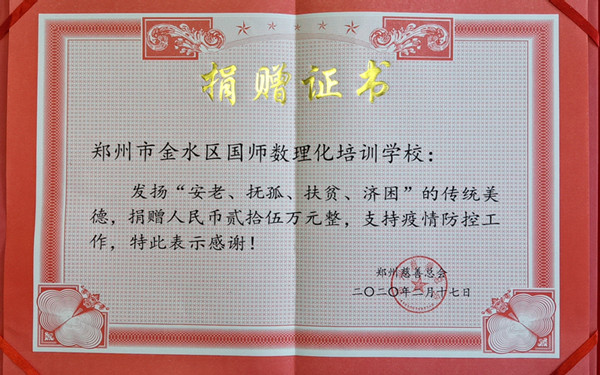 捐赠证书
郑州市金水区国师数理化培训学校：
发扬“安老、抚孤、扶贫、济困”的传统美
德，捐赠人民币贰拾伍万元整，支持疫情防控工
作，特此表示感谢！
郑州慈善总会
二〇二〇年二月十七日